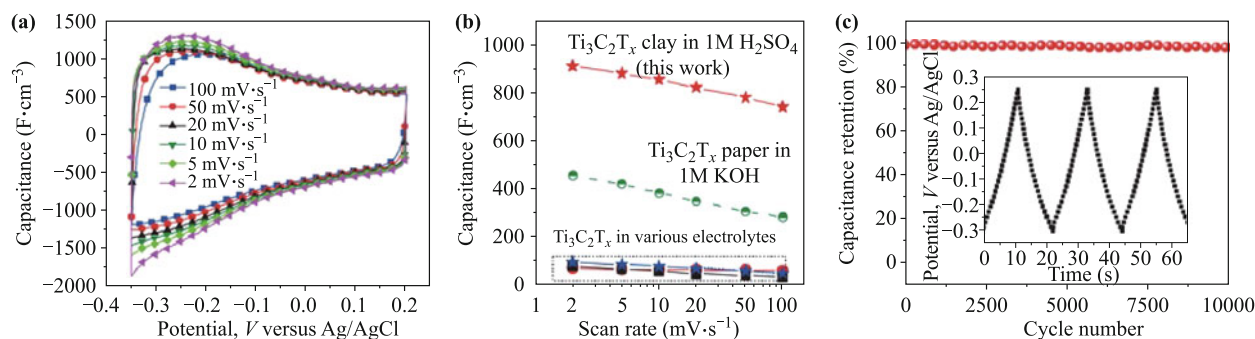 (a)
Capacitance (F·cm⁻³)
1500
1000
500
0
−500
−1000
−1500
−2000
100 mV·s⁻¹
50 mV·s⁻¹
20 mV·s⁻¹
10 mV·s⁻¹
5 mV·s⁻¹
2 mV·s⁻¹
−0.4
−0.3
−0.2
−0.1
0.0
0.1
0.2
Potential, V versus Ag/AgCl
(b)
Capacitance (F·cm⁻³)
1000
800
600
400
200
0
Ti₃C₂Tₓ clay in 1M H₂SO₄
(this work)
Ti₃C₂Tₓ paper in
1M KOH
Ti₃C₂Tₓ in various electrolytes
1
2
5
10
20
50
100
Scan rate (mV·s⁻¹)
(c)
Capacitance retention (%)
100
80
60
40
20
0
Potential, V versus Ag/AgCl
0.3
0.2
0.1
0.0
−0.1
−0.2
−0.3
0
10
20
30
40
50
60
Time (s)
0
2500
5000
7500
10000
Cycle number